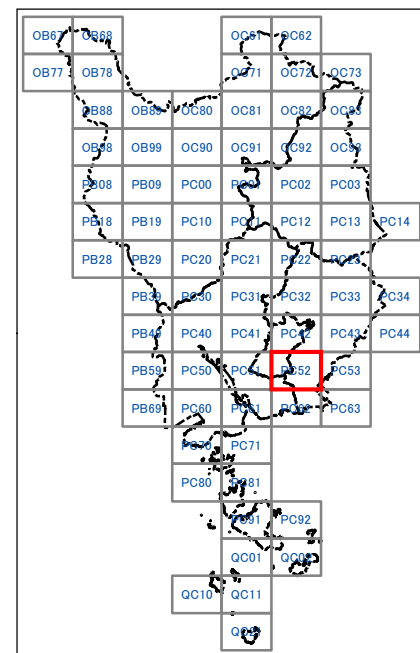 OB67 OB68 OC61 OC62
OB77 OB78 OC71 OC72 OC73
OB88 OB89 OC80 OC81 OC82 OC83
OB98 OB99 OC90 OC91 OC92 OC93
PB08 PB09 PC00 PC01 PC02 PC03
PB18 PB19 PC10 PC11 PC12 PC13 PC14
PB28 PB29 PC20 PC21 PC22 PC23
PB39 PC30 PC31 PC32 PC33 PC34
PB49 PC40 PC41 PC42 PC43 PC44
PB59 PC50 PC51 PC52 PC53
PB69 PC60 PC61 PC62 PC63
PC70 PC71
PC80 PC81
PC91 PC92
QC01 QC02
QC10 QC11
QC21